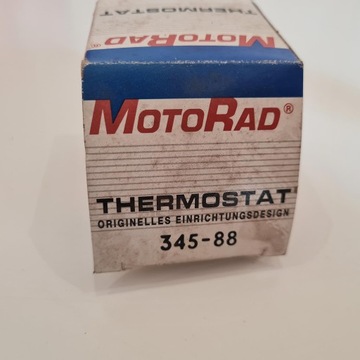 THERMOSTAT
MOTORAD®
MOTORAD®
THERMOSTAT
ORIGINELLES EINRICHTUNGSDESIGN
345-88